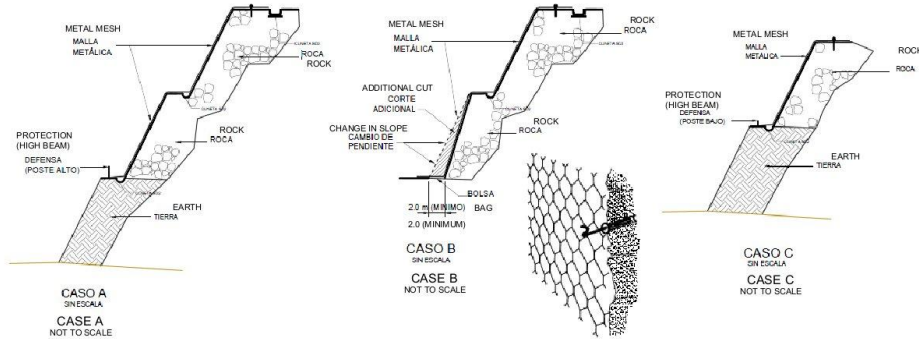 METAL MESH
MALLA
METÁLICA
ROCA
ROCK
ROCK
ROCA
PROTECTION
(HIGH BEAM)
DEFENSA
(POSTE ALTO)
EARTH
TIERRA
CASO A
SIN ESCALA
CASE A
NOT TO SCALE
METAL MESH
MALLA
METÁLICA
ROCK
ROCA
ADDITIONAL CUT
CORTE
ADICIONAL
CHANGE IN SLOPE
CAMBIO DE
PENDIENTE
ROCK
ROCA
BOLSA
BAG
2.0 m (MÍNIMO)
2.0 (MINIMUM)
CASO B
SIN ESCALA
CASE B
NOT TO SCALE
METAL MESH
MALLA
METALICA
ROCK
ROCA
PROTECTION
(HIGH BEAM)
DEFENSA
(POSTE BAJO)
EARTH
TIERRA
CASO C
SIN ESCALA
CASE C
NOT TO SCALE